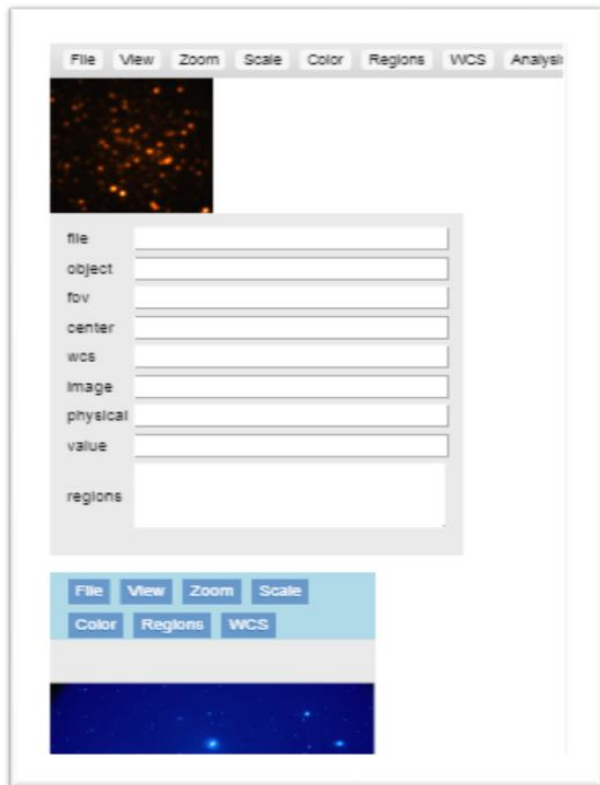 File View Zoom Scale Color Regions WCS
file
object
fov
center
wcs
image
physical
value
regions
File View Zoom Scale
Color Regions WCS